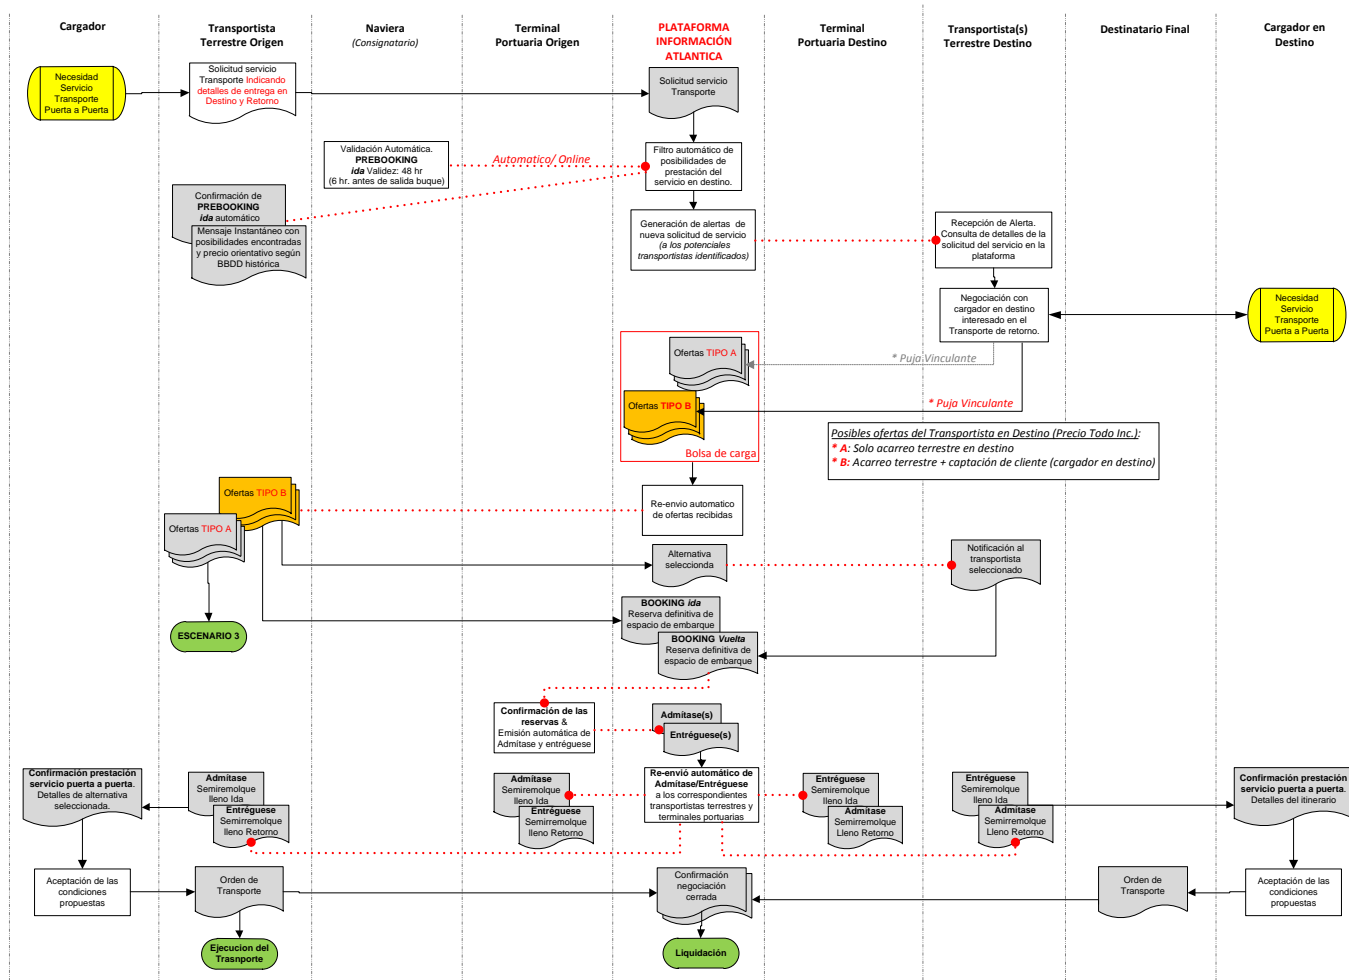 Cargador
Transportista
Terrestre Origen
Naviera
(Consignatario)
Terminal
Portuaria Origen
PLATAFORMA
INFORMACIÓN
ATLANTICA
Terminal
Portuaria Destino
Transportista(s)
Terrestre Destino
Destinatario Final
Cargador en
Destino
Necesidad
Servicio
Transporte
Puerta a Puerta
Solicitud servicio
Transporte Indicando
detalles de entrega en
Destino y Retorno
Solicitud servicio
Transporte
Validación Automática.
PREBOOKING
ida Validez: 48 hr
(6 hr. antes de salida buque)
Automatico/ Online
Filtro automático de
posibilidades de
prestación del
servicio en destino.
Confirmación de
PREBOOKING
ida automático
Mensaje Instantáneo con
posibilidades encontradas
y precio orientativo según
BBDD histórica
Generación de alertas de
nueva solicitud de servicio
(a los potenciales
transportistas identificados)
Recepción de Alerta.
Consulta de detalles de la
solicitud del servicio en la
plataforma
Negociación con
cargador en destino
interesado en el
Transporte de retorno.
Necesidad
Servicio
Transporte
Puerta a Puerta
Ofertas TIPO A
* Puja Vinculante
Ofertas TIPO B
* Puja Vinculante
Bolsa de carga
Posibles ofertas del Transportista en Destino (Precio Todo Inc.):
* A: Solo acarreo terrestre en destino
* B: Acarreo terrestre + captación de cliente (cargador en destino)
Ofertas TIPO B
Ofertas TIPO A
Re-envio automatico
de ofertas recibidas
Alternativa
seleccionda
Notificación al
transportista
seleccionado
ESCENARIO 3
BOOKING ida
Reserva definitiva de
espacio de embarque
BOOKING Vuelta
Reserva definitiva de
espacio de embarque
Confirmación de las
reservas &
Emisión automática de
Admítase y entréguese
Admítase(s)
Entréguese(s)
Confirmación prestación
servicio puerta a puerta.
Detalles de alternativa
seleccionada.
Admítase
Semiremolque
lleno Ida
Entréguese
Semirremolque
lleno Retorno
Admítase
Semiremolque
lleno Ida
Entréguese
Semirremolque
lleno Retorno
Re-envió automático de
Admítase/Entréguese
a los correspondientes
transportistas terrestres y
terminales portuarias
Entréguese
Semiremolque
lleno Ida
Admítase
Semirremolque
Lleno Retorno
Entréguese
Semiremolque
lleno Ida
Admítase
Semirremolque
Lleno Retorno
Confirmación prestación
servicio puerta a puerta.
Detalles del itinerario
Aceptación de las
condiciones
propuestas
Orden de
Transporte
Confirmación
negociación
cerrada
Orden de
Transporte
Aceptación de las
condiciones
propuestas
Ejecucion del
Trasnporte
Liquidación